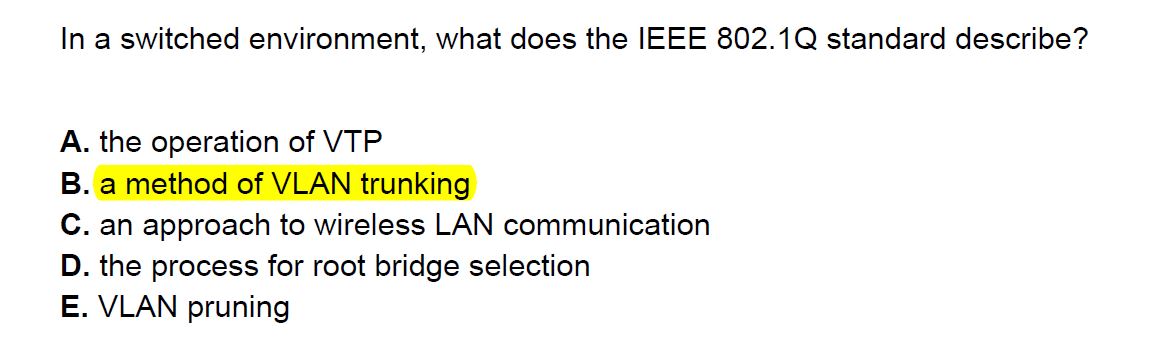 In a switched environment, what does the IEEE 802.1Q standard describe?
A. the operation of VTP
B. a method of VLAN trunking
C. an approach to wireless LAN communication
D. the process for root bridge selection
E. VLAN pruning